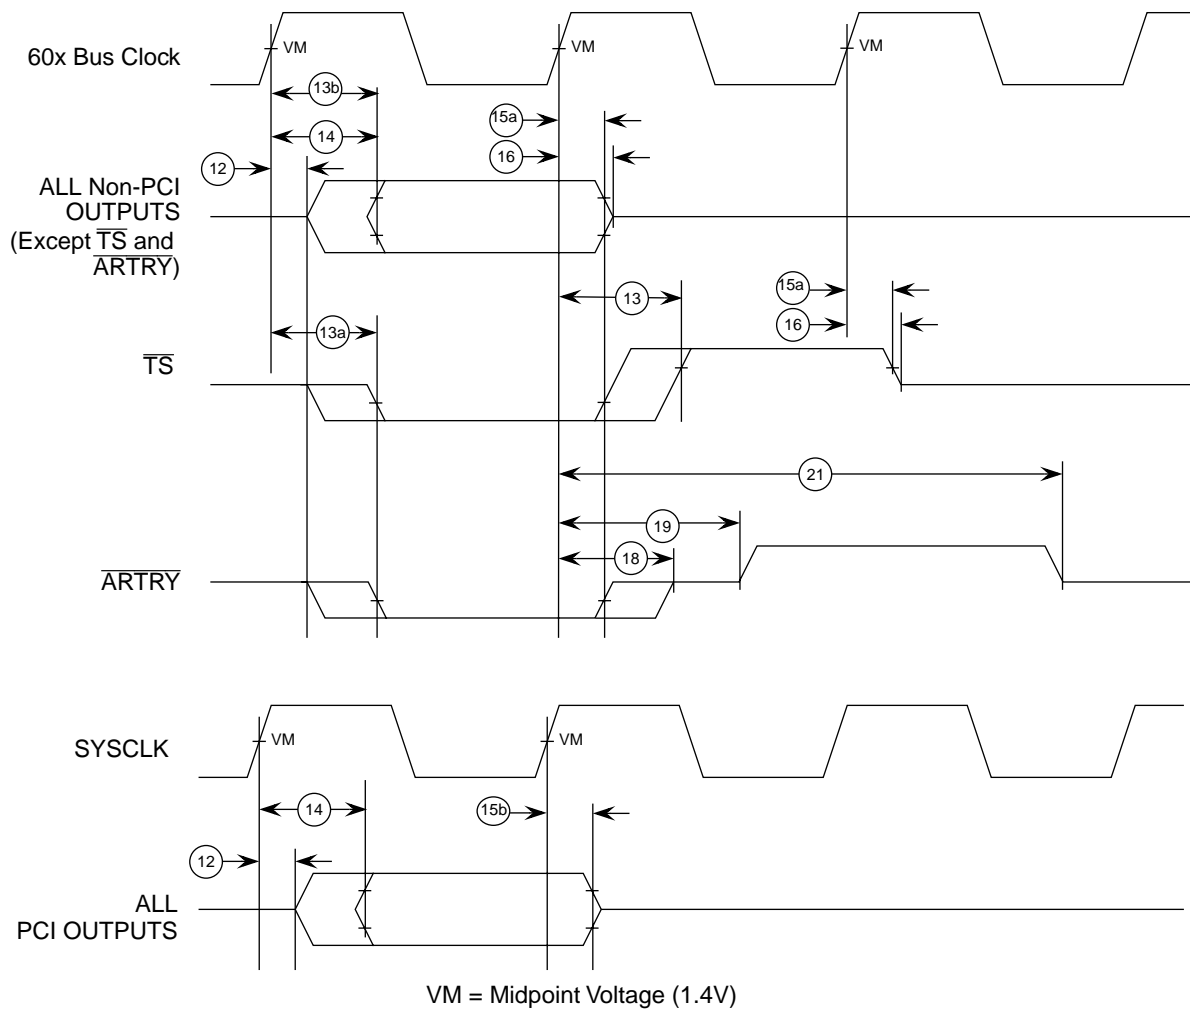 VM
VM
VM
60x Bus Clock
13b
15a
14
16
12
ALL Non-PCI
OUTPUTS
(Except TS and
ARTRY)
13
15a
16
13a
TS
21
19
18
ARTRY
VM
VM
SYSCLK
14
15b
12
ALL
PCI OUTPUTS
VM = Midpoint Voltage (1.4V)